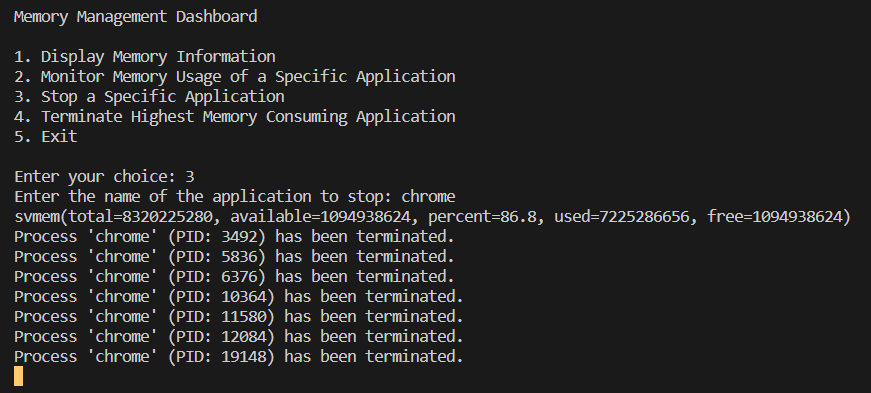 Memory Management Dashboard
1. Display Memory Information
2. Monitor Memory Usage of a Specific Application
3. Stop a Specific Application
4. Terminate Highest Memory Consuming Application
5. Exit
Enter your choice: 3
Enter the name of the application to stop: chrome
svmem(total=8320225280, available=1094938624, percent=86.8, used=7225286656, free=1094938624)
Process 'chrome' (PID: 3492) has been terminated.
Process 'chrome' (PID: 5836) has been terminated.
Process 'chrome' (PID: 6376) has been terminated.
Process 'chrome' (PID: 10364) has been terminated.
Process 'chrome' (PID: 11580) has been terminated.
Process 'chrome' (PID: 12084) has been terminated.
Process 'chrome' (PID: 19148) has been terminated.